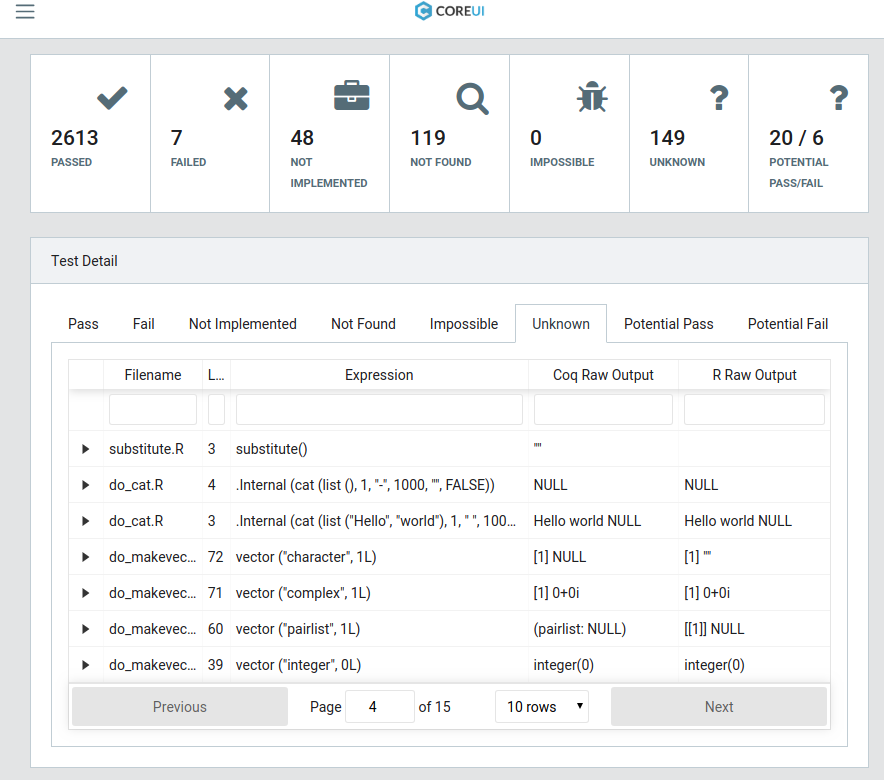 COREUI
2613 7 48 119 0 149 20 / 6
PASSED FAILED NOT NOT FOUND IMPOSSIBLE UNKNOWN POTENTIAL
IMPLEMENTED PASS/FAIL
Test Detail
Pass Fail Not Implemented Not Found Impossible Unknown Potential Pass Potential Fail
Filename L... Expression Coq Raw Output R Raw Output
substitute.R 3 substitute() ""
do_cat.R 4 .Internal (cat (list (), 1, "-", 1000, "", FALSE)) NULL NULL
do_cat.R 3 .Internal (cat (list ("Hello", "world"), 1, " ", 100... Hello world NULL Hello world NULL
do_makevec... 72 vector ("character", 1L) [1] NULL [1] ""
do_makevec... 71 vector ("complex", 1L) [1] 0+0i [1] 0+0i
do_makevec... 60 vector ("pairlist", 1L) (pairlist: NULL) [[1]] NULL
do_makevec... 39 vector ("integer", 0L) integer(0) integer(0)
Previous Page 4 of 15 10 rows Next